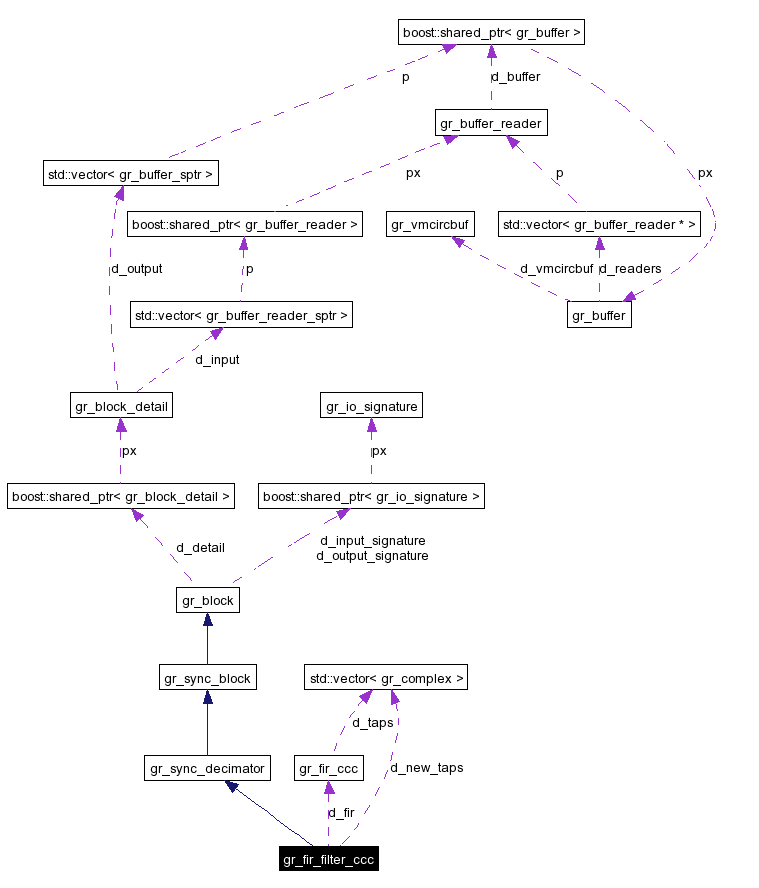 boost::shared_ptr< gr_buffer >
p
d_buffer
gr_buffer_reader
std::vector< gr_buffer_sptr >
px
p
px
boost::shared_ptr< gr_buffer_reader >
gr_vmcircbuf
std::vector< gr_buffer_reader * >
d_output
p
d_vmcircbuf
d_readers
std::vector< gr_buffer_reader_sptr >
gr_buffer
d_input
gr_block_detail
gr_io_signature
px
px
boost::shared_ptr< gr_block_detail >
boost::shared_ptr< gr_io_signature >
d_detail
d_input_signature
d_output_signature
gr_block
gr_sync_block
std::vector< gr_complex >
d_taps
gr_sync_decimator
gr_fir_ccc
d_new_taps
d_fir
gr_fir_filter_ccc